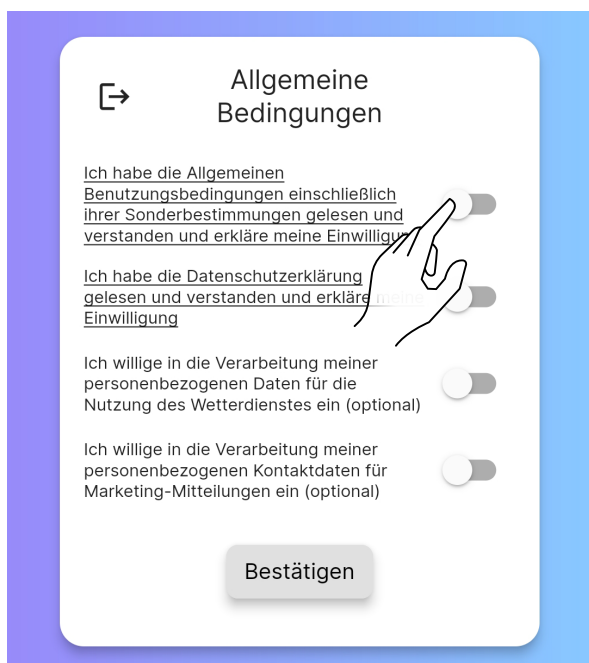 Allgemeine
Bedingungen
Ich habe die Allgemeinen
Benutzungsbedingungen einschließlich
ihrer Sonderbestimmungen gelesen und
verstanden und erkläre meine Einwilligung
Ich habe die Datenschutzerklärung
gelesen und verstanden und erkläre meine
Einwilligung
Ich willige in die Verarbeitung meiner
personenbezogenen Daten für die
Nutzung des Wetterdienstes ein (optional)
Ich willige in die Verarbeitung meiner
personenbezogenen Kontaktdaten für
Marketing-Mitteilungen ein (optional)
Bestätigen